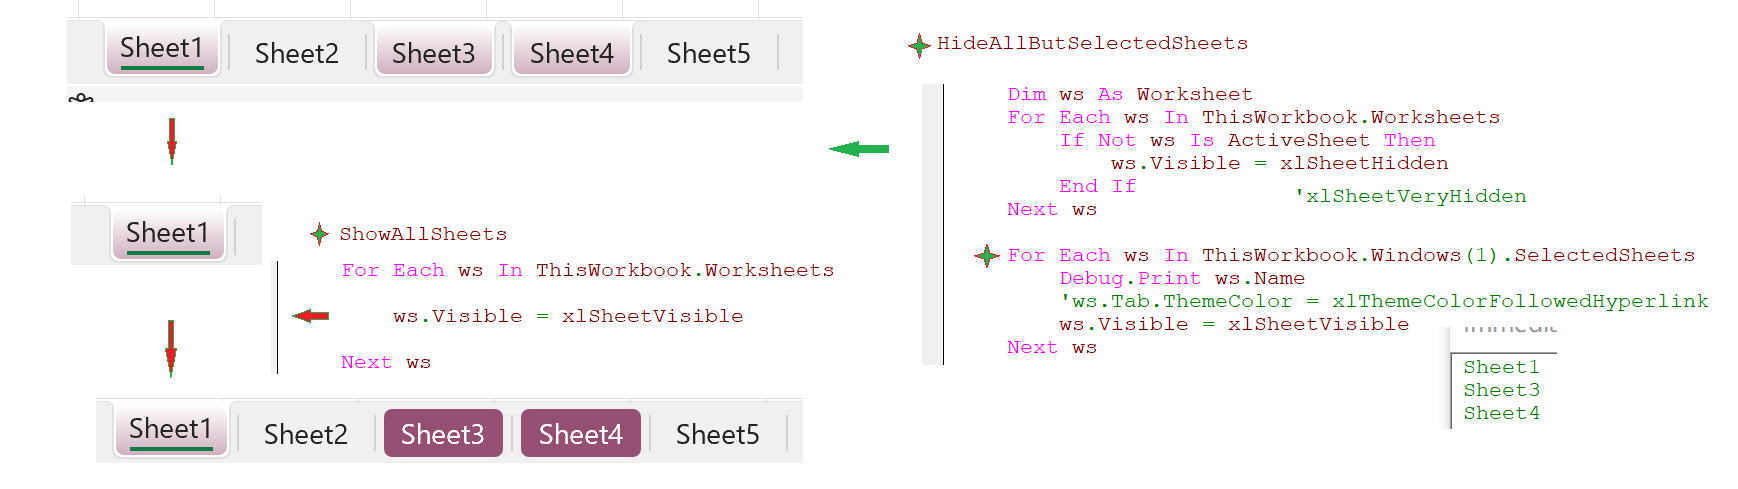 Sheet1 Sheet2 Sheet3 Sheet4 Sheet5
HideAllButSelectedSheets
Dim ws As Worksheet
For Each ws In ThisWorkbook.Worksheets
If Not ws Is ActiveSheet Then
ws.Visible = xlSheetHidden
End If
'xlSheetVeryHidden
Next ws
For Each ws In ThisWorkbook.Windows(1).SelectedSheets
Debug.Print ws.Name
'ws.Tab.ThemeColor = xlThemeColorFollowedHyperlink
ws.Visible = xlSheetVisible
Next ws
Sheet1
Sheet3
Sheet4
Sheet1
ShowAllSheets
For Each ws In ThisWorkbook.Worksheets
ws.Visible = xlSheetVisible
Next ws
Sheet1 Sheet2 Sheet3 Sheet4 Sheet5